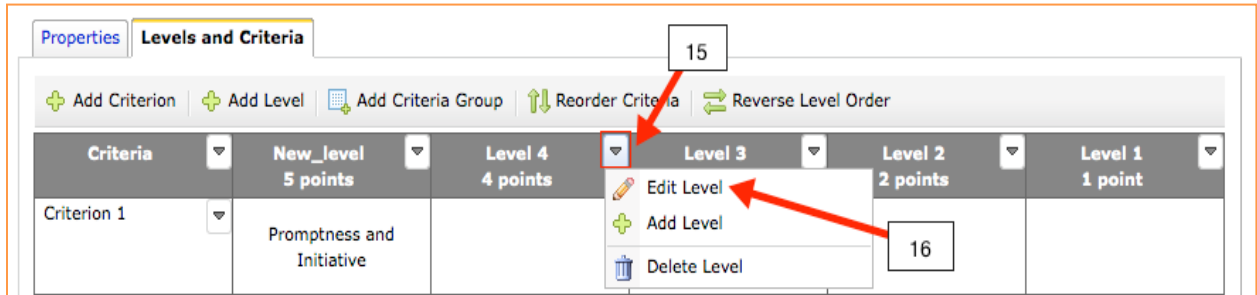 Properties Levels and Criteria
15
Add Criterion Add Level Add Criteria Group Reorder Criteria Reverse Level Order
Criteria New_level Level 4 Level 3 Level 2 Level 1
5 points 4 points 2 points 1 point
Edit Level
Criterion 1 Add Level
Promptness and
Initiative
16
Delete Level